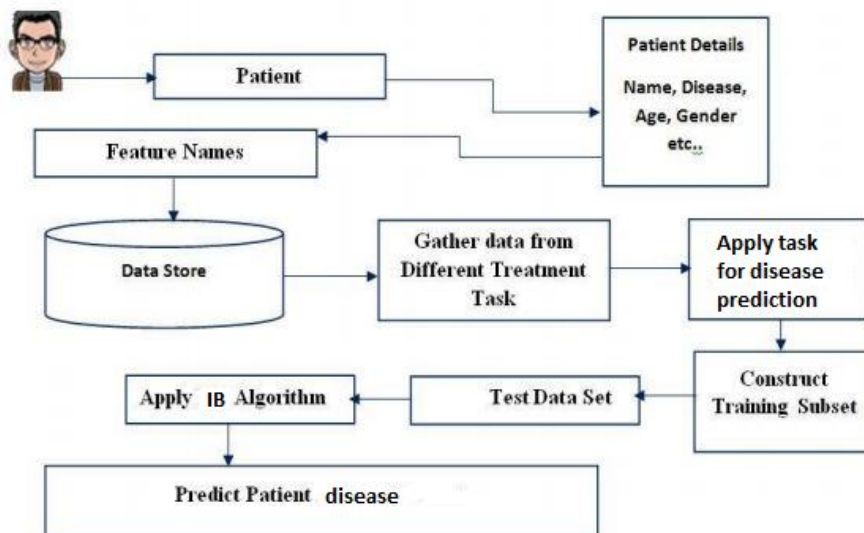 Patient
Patient Details
Name, Disease,
Age, Gender
etc..
Feature Names
Data Store
Gather data from
Different Treatment
Task
Apply task
for disease
prediction
Construct
Training Subset
Test Data Set
Apply IB Algorithm
Predict Patient disease